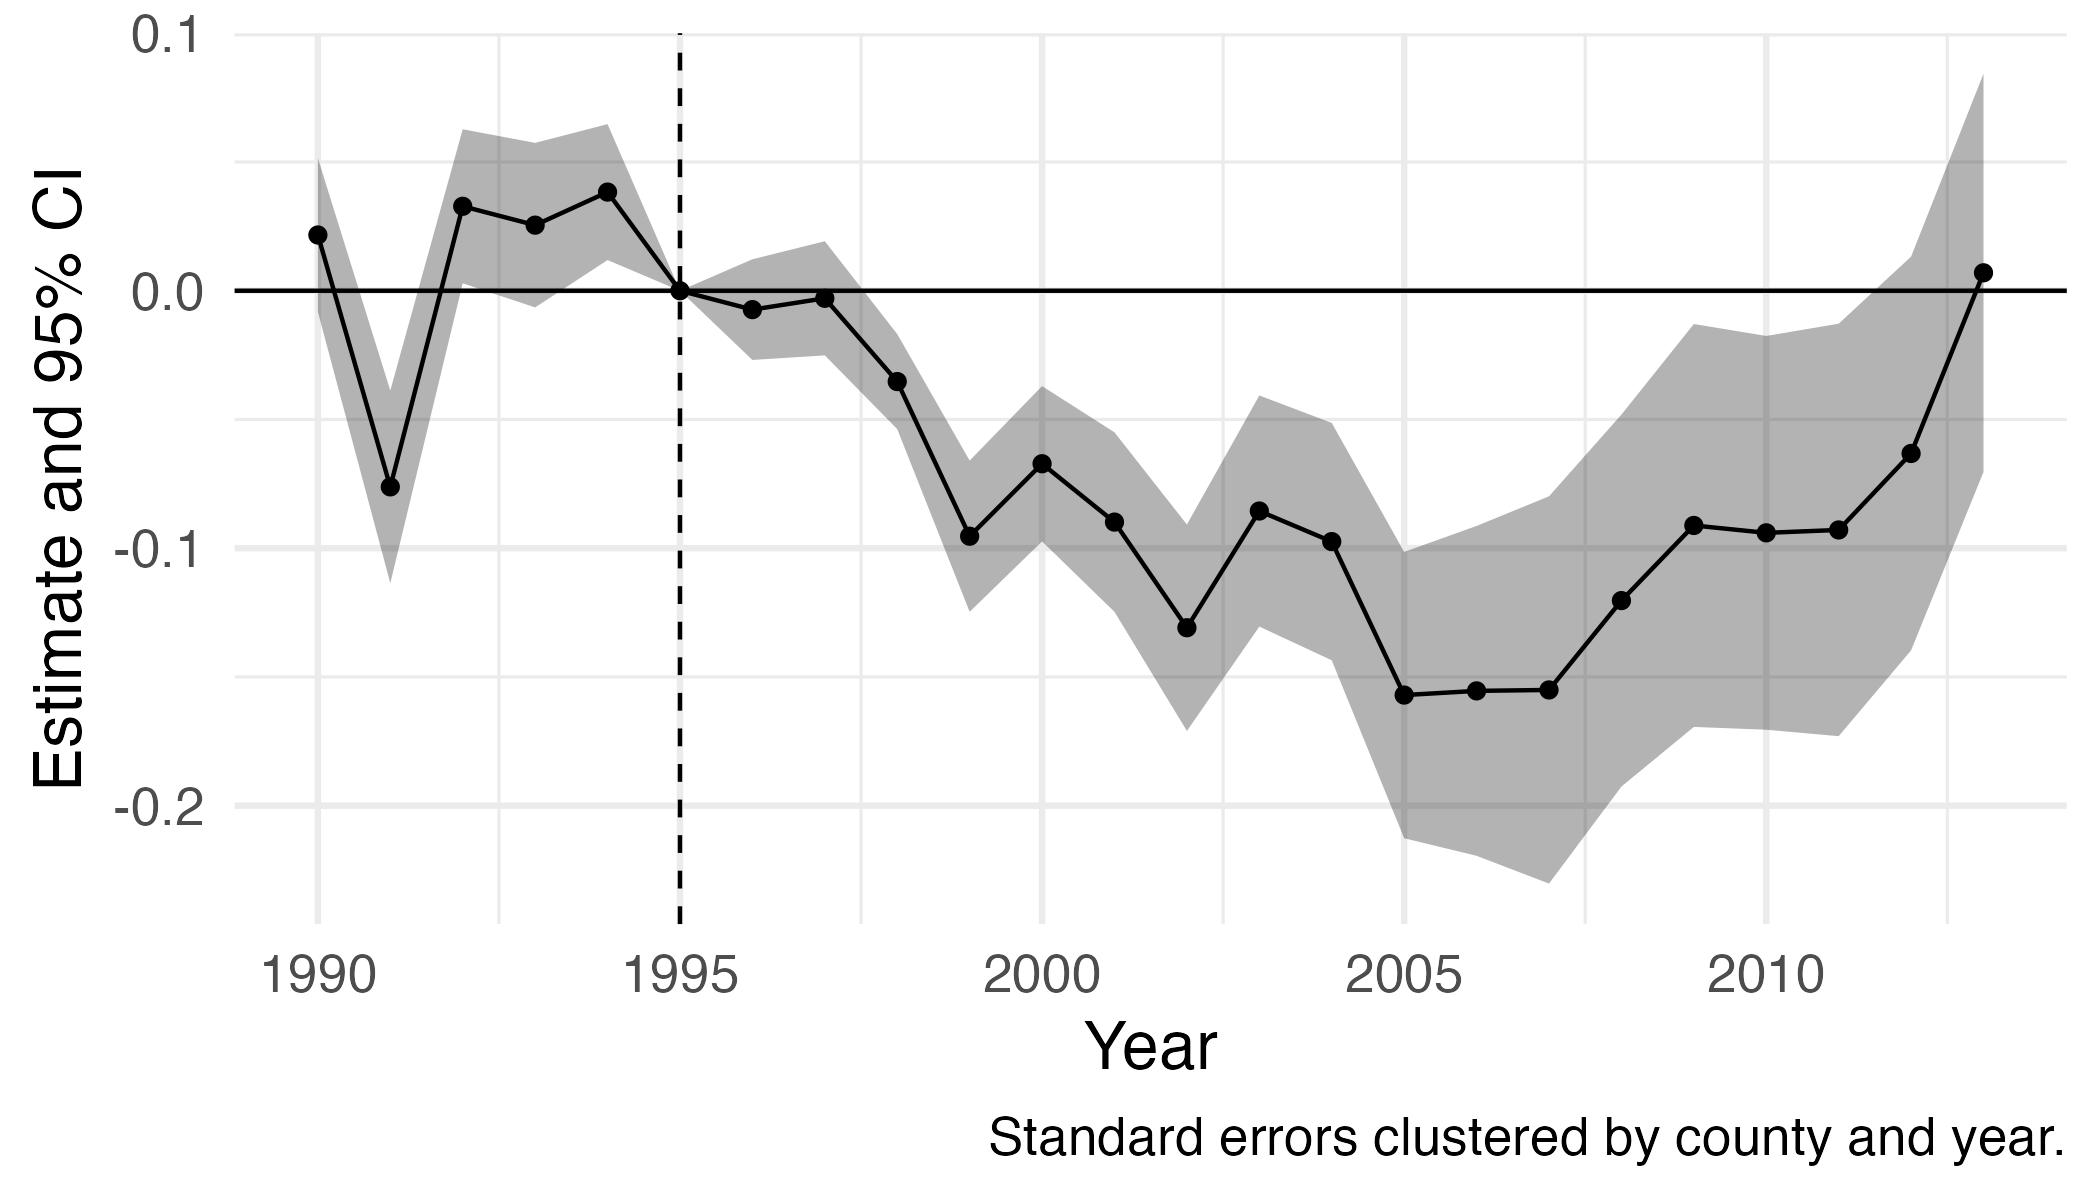 Estimate and 95% CI
0.1
0.0
-0.1
-0.2
1990 1995 2000 2005 2010
Year
Standard errors clustered by county and year.